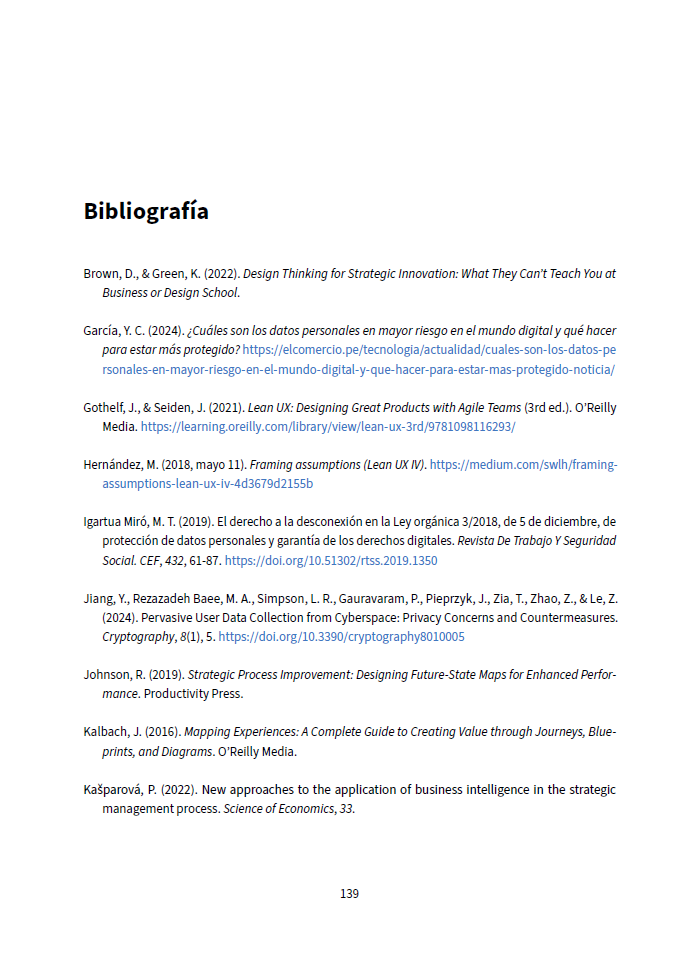 Bibliografía
Brown, D., & Green, K. (2022). Design Thinking for Strategic Innovation: What They Can't Teach You at
Business or Design School.
García, Y. C. (2024). ¿Cuáles son los datos personales en mayor riesgo en el mundo digital y qué hacer
para estar más protegido? https://elcomercio.pe/tecnologia/actualidad/cuales-son-los-datos-pe
rsonales-en-mayor-riesgo-en-el-mundo-digital-y-que-hacer-para-estar-mas-protegido-noticia/
Gothelf, J., & Seiden, J. (2021). Lean UX: Designing Great Products with Agile Teams (3rd ed.). O'Reilly
Media. https://learning.oreilly.com/library/view/lean-ux-3rd/9781098116293/
Hernández, M. (2018, mayo 11). Framing assumptions (Lean UX IV). https://medium.com/swlh/framing-
assumptions-lean-ux-iv-4d3679d2155b
Igartua Miró, M. T. (2019). El derecho a la desconexión en la Ley orgánica 3/2018, de 5 de diciembre, de
protección de datos personales y garantía de los derechos digitales. Revista De Trabajo Y Seguridad
Social. CEF, 432, 61-87. https://doi.org/10.51302/rtss.2019.1350
Jiang, Y., Rezazadeh Baee, M. A., Simpson, L. R., Gauravaram, P., Pieprzyk, J., Zia, T., Zhao, Z., & Le, Z.
(2024). Pervasive User Data Collection from Cyberspace: Privacy Concerns and Countermeasures.
Cryptography, 8(1), 5. https://doi.org/10.3390/cryptography8010005
Johnson, R. (2019). Strategic Process Improvement: Designing Future-State Maps for Enhanced Perfor-
mance. Productivity Press.
Kalbach, J. (2016). Mapping Experiences: A Complete Guide to Creating Value through Journeys, Blue-
prints, and Diagrams. O'Reilly Media.
Kašparová, P. (2022). New approaches to the application of business intelligence in the strategic
management process. Science of Economics, 33.
139